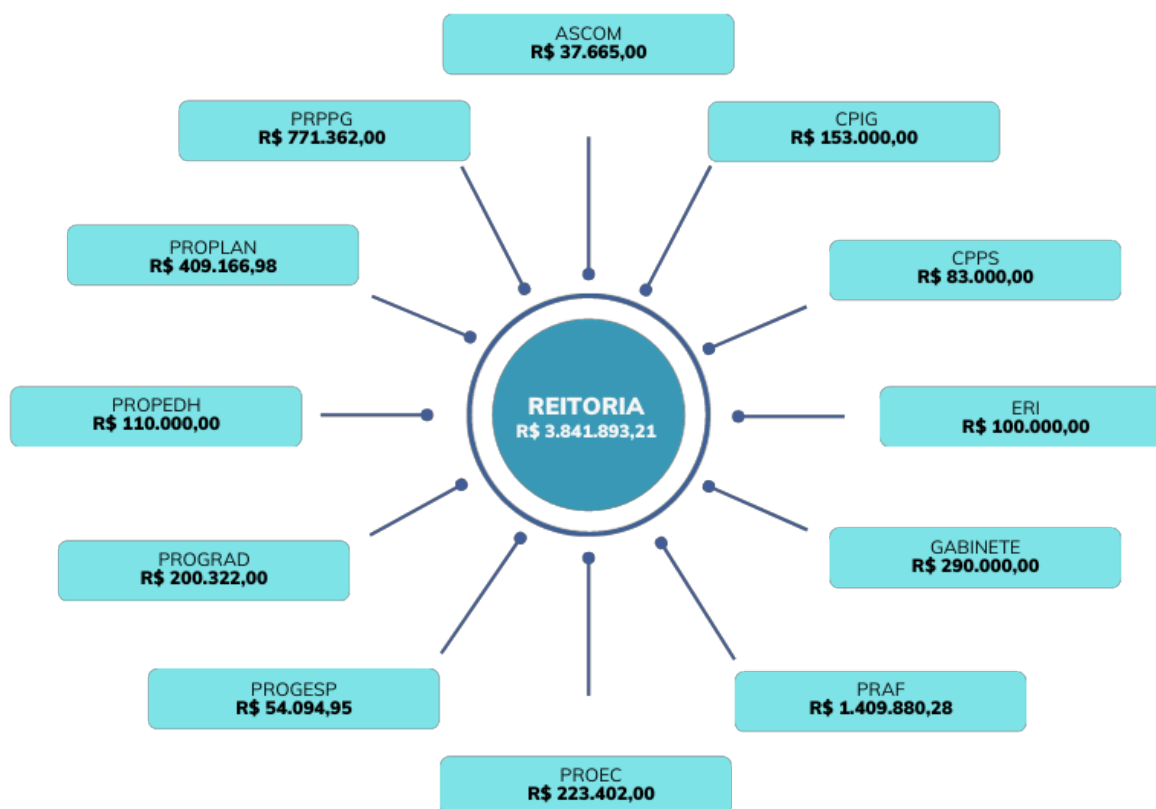 ASCOM
R$ 37.665,00
PRPPG
R$ 771.362,00
CPIG
R$ 153.000,00
PROPLAN
R$ 409.166,98
CPPS
R$ 83.000,00
REITORIA
R$ 3.841.893,21
PROPEDH
R$ 110.000,00
ERI
R$ 100.000,00
PROGRAD
R$ 200.322,00
GABINETE
R$ 290.000,00
PROGESP
R$ 54.094,95
PRAF
R$ 1.409.880,28
PROEC
R$ 223.402,00